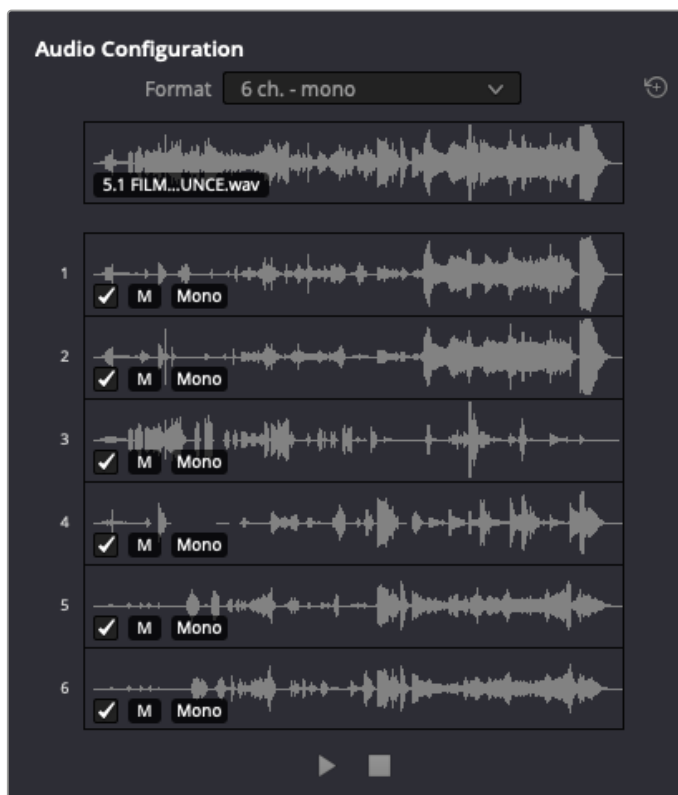 Audio Configuration
Format 6 ch. - mono
5.1 FILM...UNCE.wav
1
M Mono
2
M Mono
3
M Mono
4
M Mono
5
M Mono
6
M Mono